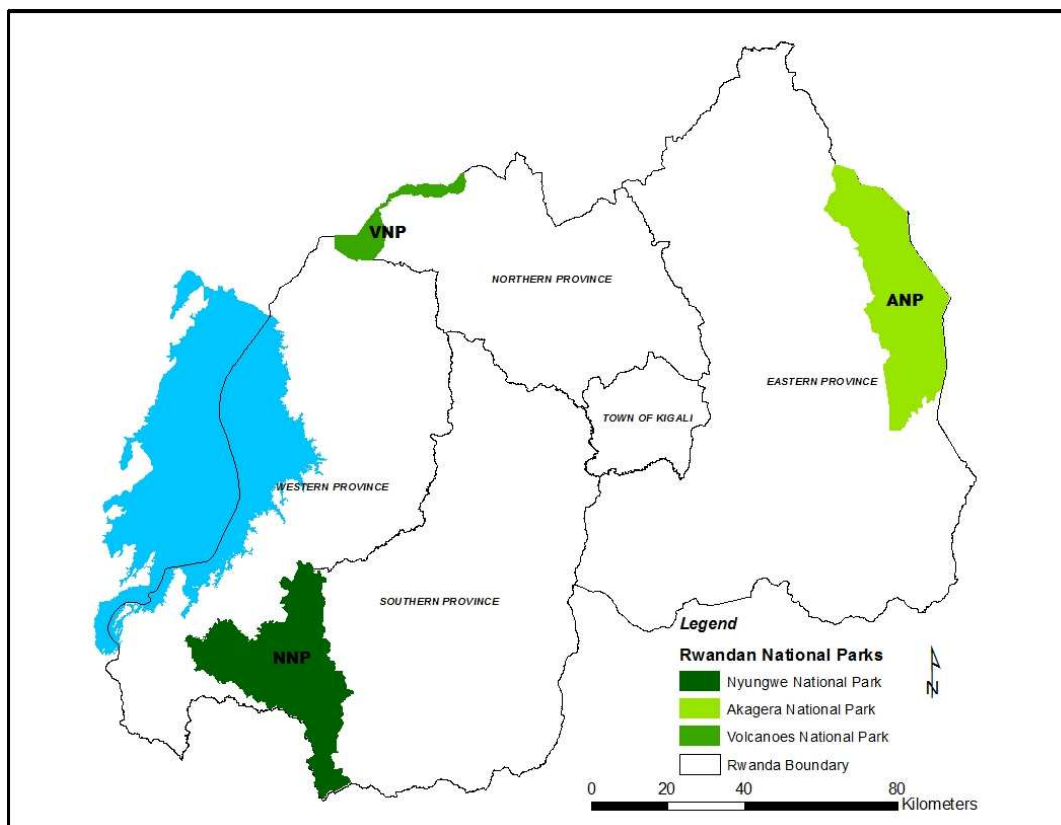 VNP
NORTHERN PROVINCE
ANP
EASTERN PROVINCE
TOWN OF KIGALI
WESTERN PROVINCE
SOUTHERN PROVINCE
NNP
Legend
Rwandan National Parks
Nyungwe National Park
Akagera National Park
Volcanoes National Park
Rwanda Boundary
N
0 20 40 80
Kilometers